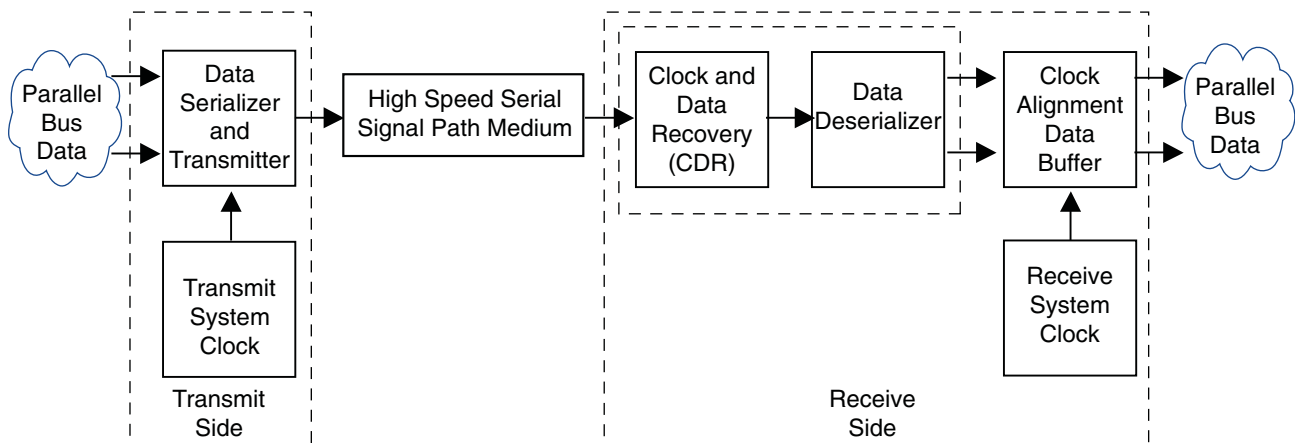 Parallel
Bus
Data
Data
Serializer
and
Transmitter
High Speed Serial
Signal Path Medium
Clock and
Data
Recovery
(CDR)
Data
Deserializer
Clock
Alignment
Data
Buffer
Parallel
Bus
Data
Transmit
System
Clock
Receive
System
Clock
Transmit
Side
Receive
Side